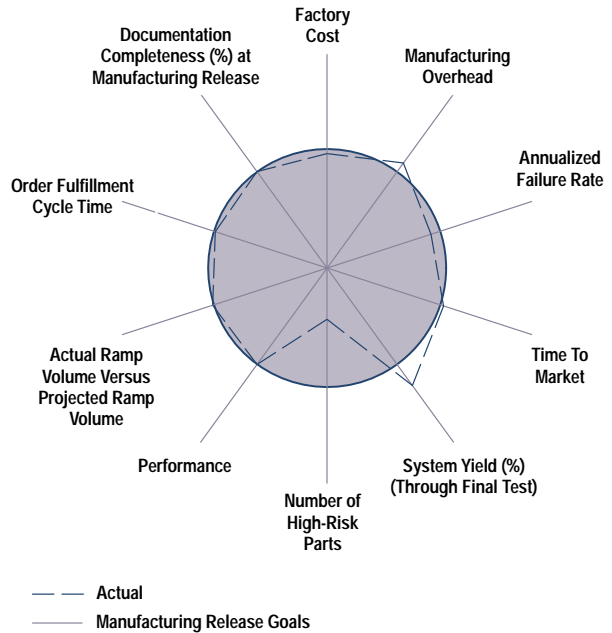 Factory
Cost
Documentation
Completeness (%) at
Manufacturing Release
Manufacturing
Overhead
Annualized
Failure Rate
Order Fulfillment
Cycle Time
Time To
Market
Actual Ramp
Volume Versus
Projected Ramp
Volume
Performance
System Yield (%)
(Through Final Test)
Number of
High-Risk
Parts
Actual
Manufacturing Release Goals